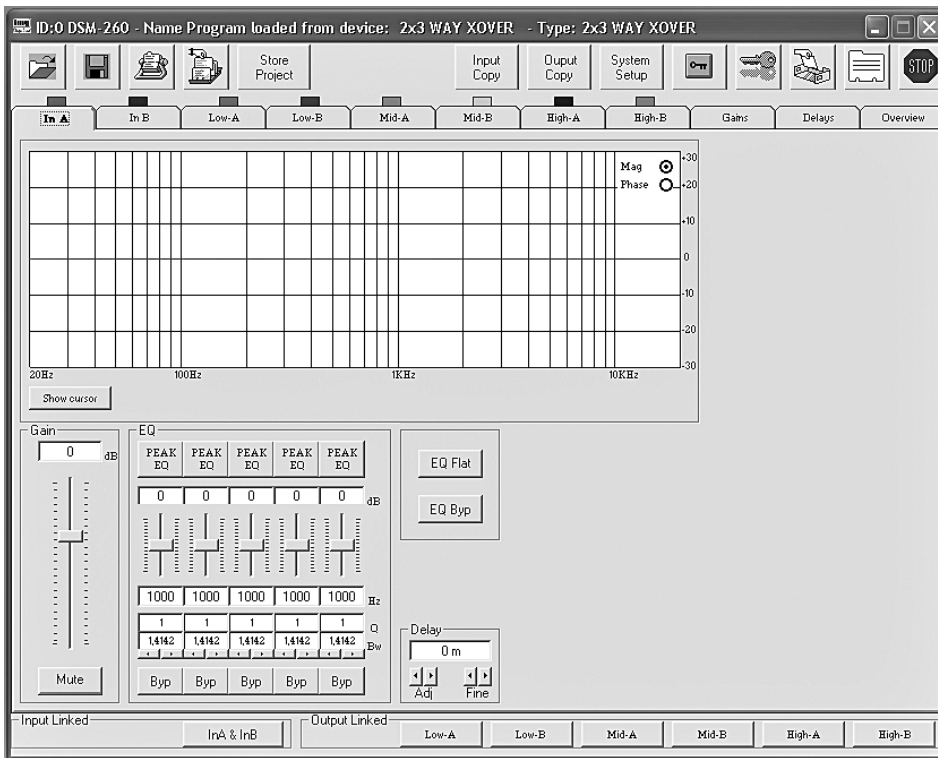 ID:0 DSM-260 - Name Program loaded from device: 2x3 WAY XOVER - Type: 2x3 WAY XOVER
Store Project
Input Copy
Ouput Copy
System Setup
STOP
In A
In B
Low-A
Low-B
Mid-A
Mid-B
High-A
High-B
Gains
Delays
Overview
Mag
Phase
+30
+20
+10
0
-10
-20
-30
20Hz
100Hz
1KHz
10KHz
Show cursor
Gain
0 dB
Mute
EQ
PEAK EQ PEAK EQ PEAK EQ PEAK EQ PEAK EQ
0 0 0 0 0 dB
1000 1000 1000 1000 1000 Hz
1 1 1 1 1 Q
1,4142 1,4142 1,4142 1,4142 1,4142 Bw
Byp Byp Byp Byp Byp
EQ Flat
EQ Byp
Delay
0 m
Adj Fine
Input Linked
InA & InB
Output Linked
Low-A
Low-B
Mid-A
Mid-B
High-A
High-B